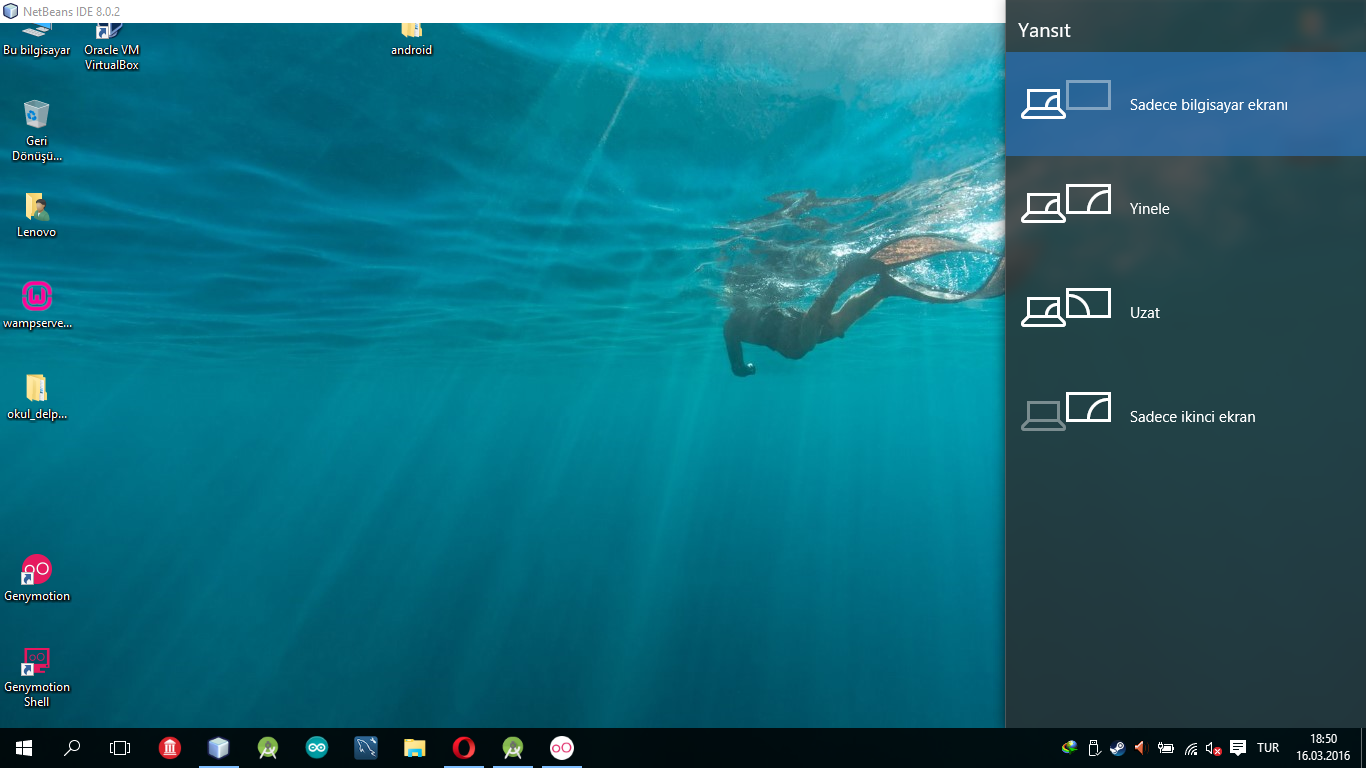 NetBeans IDE 8.0.2
Bu bilgisayar
Oracle VM
VirtualBox
android
Geri
Dönüşü...
Lenovo
wampserve...
okul_delp...
Genymotion
Genymotion
Shell
Yansıt
Sadece bilgisayar ekranı
Yinele
Uzat
Sadece ikinci ekran
TUR
18:50
16.03.2016